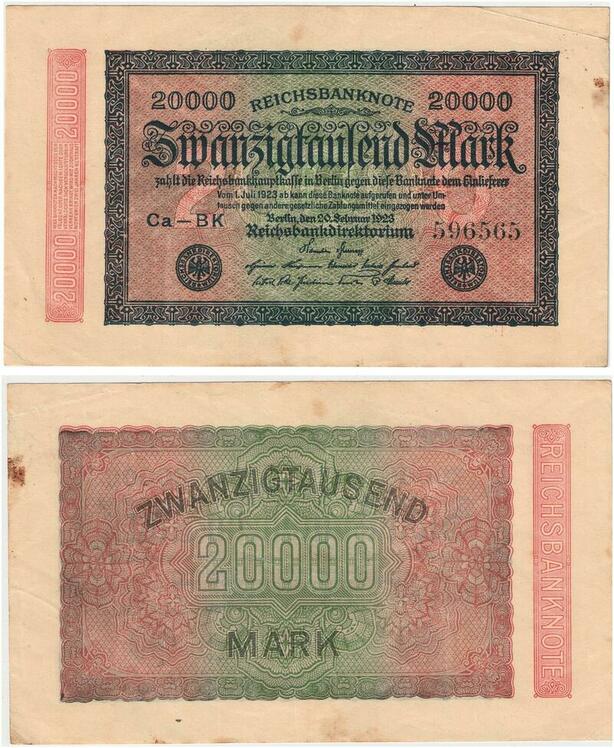 20000 REICHSBANKNOTE 20000
Zwanzigtausend Mark
zahlt die Reichsbankhauptkasse in Berlin gegen diese Banknote dem Einlieferer
Vom 1. Juli 1923 ab kann diese Banknote aufgerufen und unter Um-
tausch gegen andere gesetzliche Zahlungsmittel eingezogen werden
Berlin, den 20. Februar 1923
Ca-BK Reichsbankdirektorium 596565
20000 20000
ZWANZIGTAUSEND
20000
MARK
REICHSBANKNOTE